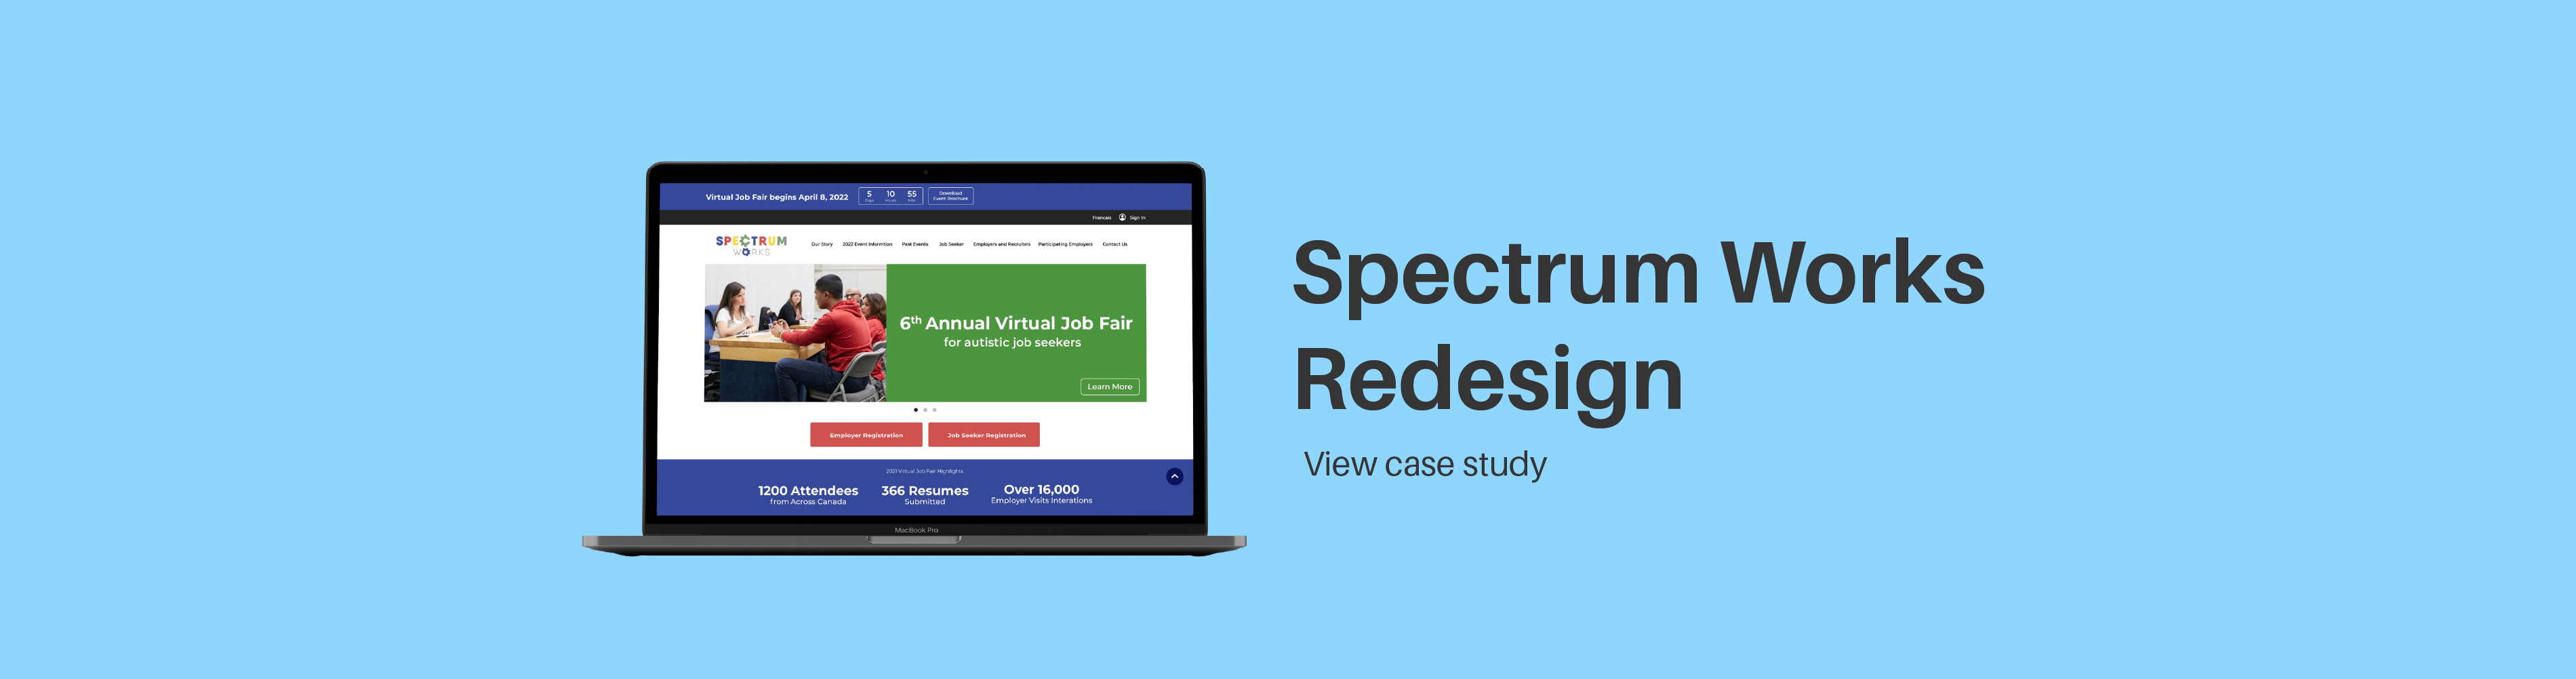 Virtual Job Fair begins April 8, 2022
5 10 55
Days Hours Min
Download
Event Brochure
Francais Sign In
SPECTRUM
WORKS
Our Story 2022 Event Informtion Past Events Job Seeker Employers and Recruiters Participating Employers Contact Us
6th Annual Virtual Job Fair
for autistic job seekers
Learn More
Employer Registration Job Seeker Registration
2021 Virtual Job Fair Highlights
1200 Attendees 366 Resumes Over 16,000
from Across Canada Submitted Employer Visits Interations
MacBook Pro
Spectrum Works
Redesign
View case study